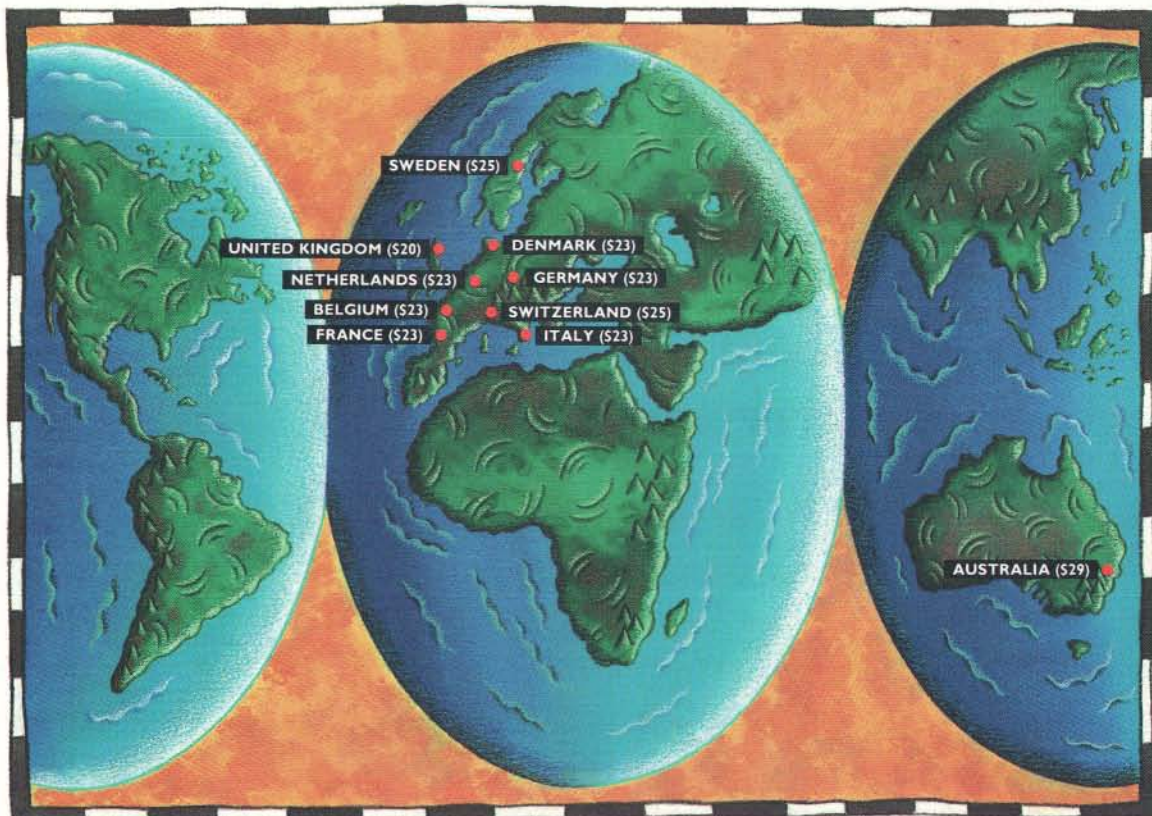 SWEDEN ($25)
UNITED KINGDOM ($20)
DENMARK ($23)
NETHERLANDS ($23)
GERMANY ($23)
BELGIUM ($23)
SWITZERLAND ($25)
FRANCE ($23)
ITALY ($23)
AUSTRALIA ($29)